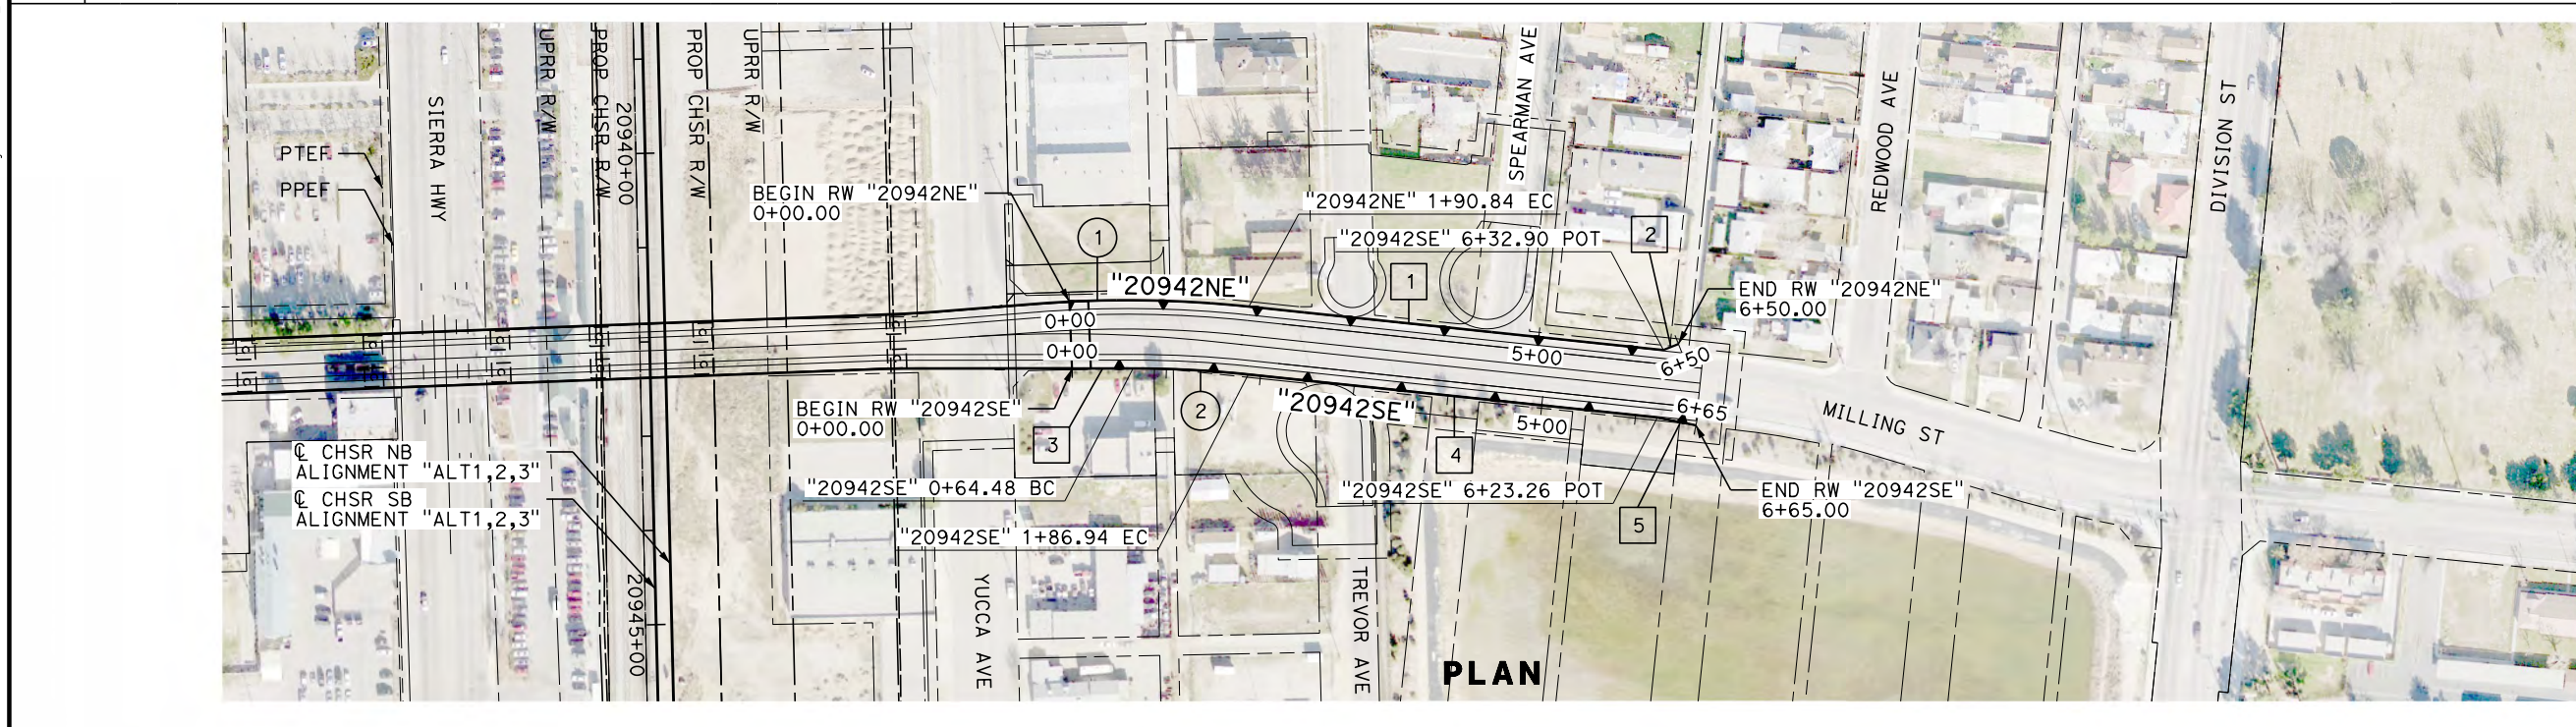 PTEF
PPEF
SIERRA HWY
UPRR R/W
PROP CHSR R/W
20940+00
PROP CHSR R/W
UPRR R/W
BEGIN RW "20942NE"
0+00.00
1
"20942NE"
"20942NE" 1+90.84 EC
"20942SE" 6+32.90 POT
1
2
SPEARMAN AVE
END RW "20942NE"
6+50.00
REDWOOD AVE
DIVISION ST
0+00
0+00
5+00
6+50
BEGIN RW "20942SE"
0+00.00
3
2
"20942SE"
4
5+00
6+65
MILLING ST
℄ CHSR NB
ALIGNMENT "ALT1,2,3"
℄ CHSR SB
ALIGNMENT "ALT1,2,3"
"20942SE" 0+64.48 BC
"20942SE" 1+86.94 EC
"20942SE" 6+23.26 POT
5
END RW "20942SE"
6+65.00
20945+00
YUCCA AVE
TREVOR AVE
PLAN